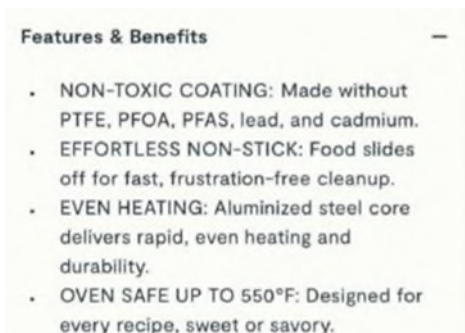 Features & Benefits –
• NON-TOXIC COATING: Made without
PTFE, PFOA, PFAS, lead, and cadmium.
• EFFORTLESS NON-STICK: Food slides
off for fast, frustration-free cleanup.
• EVEN HEATING: Aluminized steel core
delivers rapid, even heating and
durability.
• OVEN SAFE UP TO 550°F: Designed for
every recipe, sweet or savory.